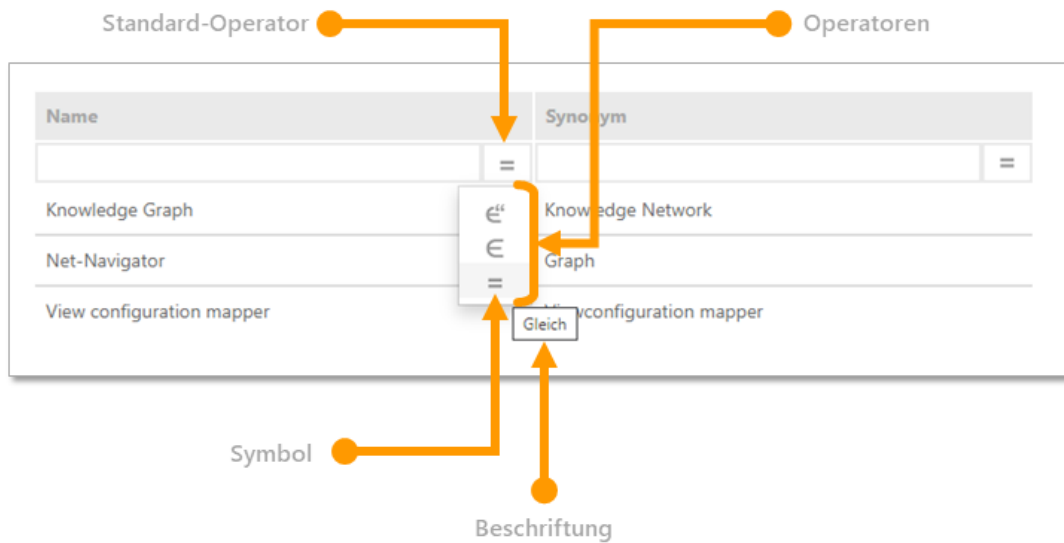 Standard-Operator Operatoren
Name Synonym
= =
Knowledge Graph ∈“ Knowledge Network
∈
Net-Navigator Graph
=
View configuration mapper Viewconfiguration mapper
Gleich
Symbol
Beschriftung